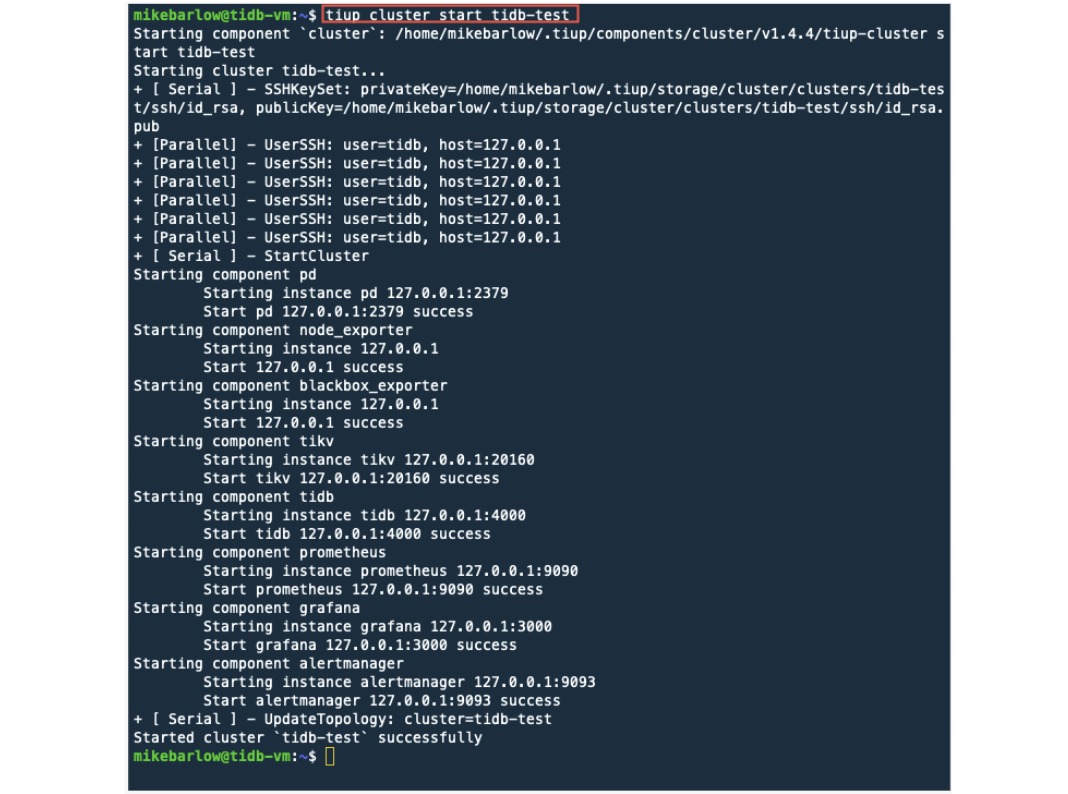 mikebarlow@tidb-vm:~$ tiup cluster start tidb-test
Starting component `cluster`: /home/mikebarlow/.tiup/components/cluster/v1.4.4/tiup-cluster s
tart tidb-test
Starting cluster tidb-test...
+ [ Serial ] - SSHKeySet: privateKey=/home/mikebarlow/.tiup/storage/cluster/clusters/tidb-tes
t/ssh/id_rsa, publicKey=/home/mikebarlow/.tiup/storage/cluster/clusters/tidb-test/ssh/id_rsa.
pub
+ [Parallel] - UserSSH: user=tidb, host=127.0.0.1
+ [Parallel] - UserSSH: user=tidb, host=127.0.0.1
+ [Parallel] - UserSSH: user=tidb, host=127.0.0.1
+ [Parallel] - UserSSH: user=tidb, host=127.0.0.1
+ [Parallel] - UserSSH: user=tidb, host=127.0.0.1
+ [Parallel] - UserSSH: user=tidb, host=127.0.0.1
+ [ Serial ] - StartCluster
Starting component pd
        Starting instance pd 127.0.0.1:2379
        Start pd 127.0.0.1:2379 success
Starting component node_exporter
        Starting instance 127.0.0.1
        Start 127.0.0.1 success
Starting component blackbox_exporter
        Starting instance 127.0.0.1
        Start 127.0.0.1 success
Starting component tikv
        Starting instance tikv 127.0.0.1:20160
        Start tikv 127.0.0.1:20160 success
Starting component tidb
        Starting instance tidb 127.0.0.1:4000
        Start tidb 127.0.0.1:4000 success
Starting component prometheus
        Starting instance prometheus 127.0.0.1:9090
        Start prometheus 127.0.0.1:9090 success
Starting component grafana
        Starting instance grafana 127.0.0.1:3000
        Start grafana 127.0.0.1:3000 success
Starting component alertmanager
        Starting instance alertmanager 127.0.0.1:9093
        Start alertmanager 127.0.0.1:9093 success
+ [ Serial ] - UpdateTopology: cluster=tidb-test
Started cluster `tidb-test` successfully
mikebarlow@tidb-vm:~$